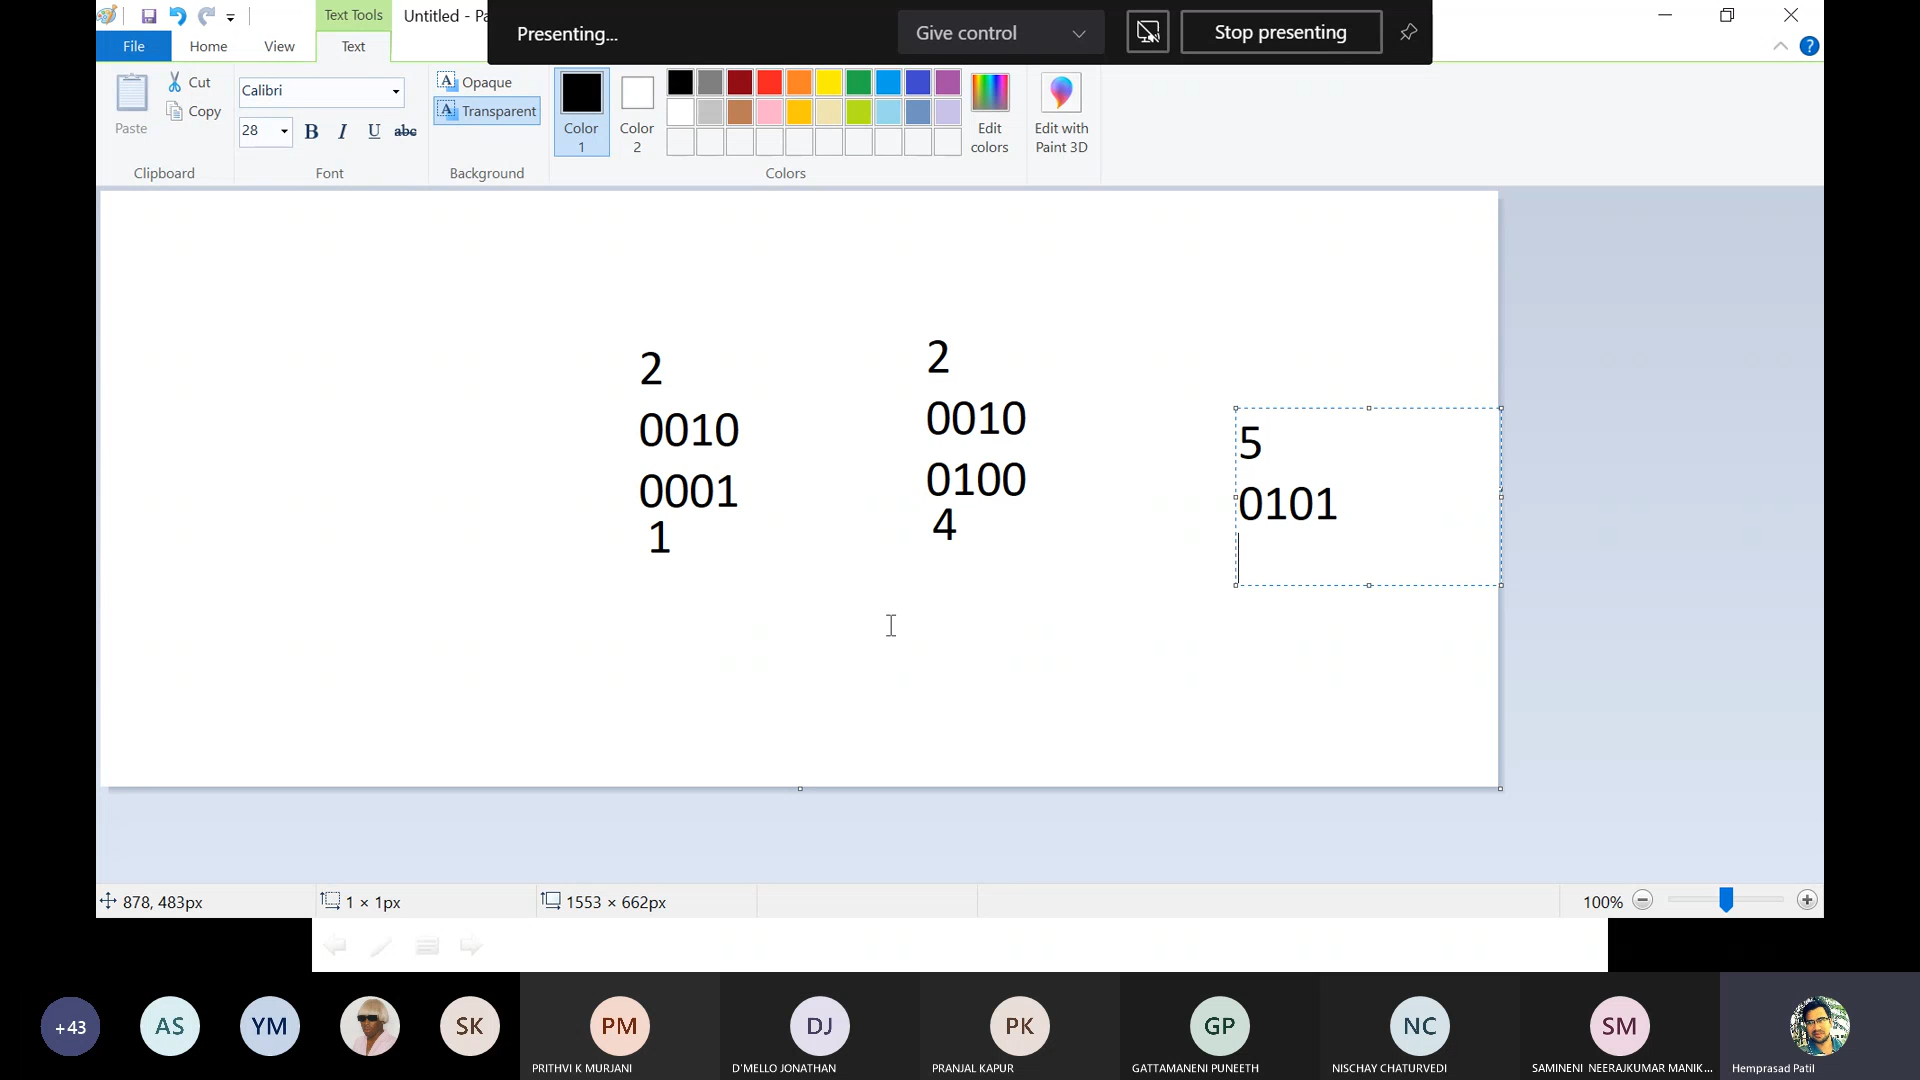 Text Tools
Untitled - Pa
Presenting...
Give control
Stop presenting
File
Home
View
Text
Paste
Cut
Copy
Clipboard
Calibri
28
B I U abc
Font
Opaque
Transparent
Background
Color 1
Color 2
Colors
Edit colors
Edit with Paint 3D
2
0010
0001
1
2
0010
0100
4
5
0101
878, 483px
1 × 1px
1553 × 662px
100%
+43
AS
YM
SK
PM
PRITHVI K MURJANI
DJ
D'MELLO JONATHAN
PK
PRANJAL KAPUR
GP
GATTAMANENI PUNEETH
NC
NISCHAY CHATURVEDI
SM
SAMINENI NEERAJKUMAR MANIK...
Hemprasad Patil